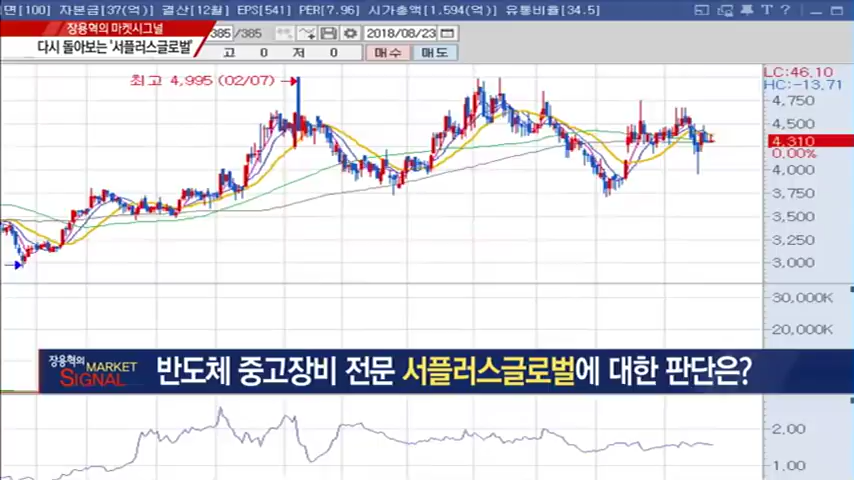 면[100] 자본금[37(억)] 결산[12월] EPS[541] PER[7.96] 시가총액[1,594(억)] 유통비율[34.5]
장용혁의 마켓시그널
다시 돌아보는 '서플러스글로벌'
385/385
2018/08/23
고 0 저 0 매수 매도
최고 4,995 (02/07)
LC:46.10
HC:-13.71
4,750
4,500
4,310
0.00%
4,000
3,750
3,500
3,250
3,000
30,000K
20,000K
장용혁의
MARKET
SIGNAL
반도체 중고장비 전문 서플러스글로벌에 대한 판단은?
2.00
1.00